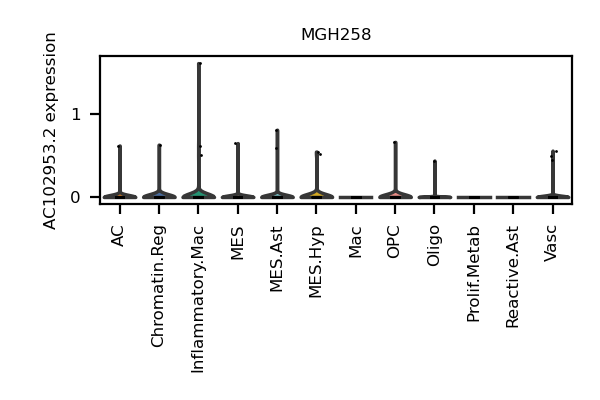 MGH258
AC102953.2 expression
1
0
AC
Chromatin.Reg
Inflammatory.Mac
MES
MES.Ast
MES.Hyp
Mac
OPC
Oligo
Prolif.Metab
Reactive.Ast
Vasc